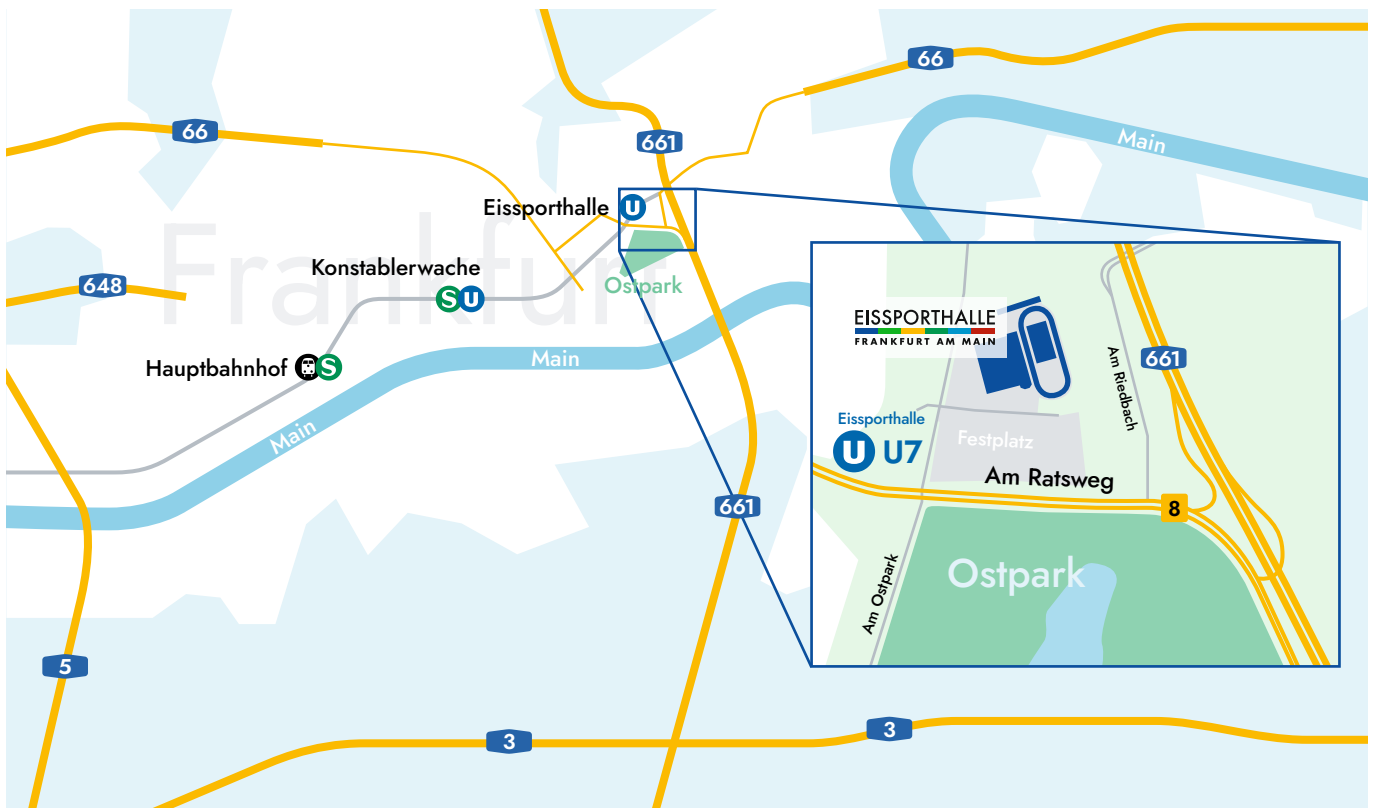 66
66
661
Main
Eissporthalle U
Frankfurt
Konstablerwache
S U
648
Ostpark
Hauptbahnhof S
Main
Main
661
5
3
3
EISSPORTHALLE
FRANKFURT AM MAIN
661
Am Riedbach
Eissporthalle
U U7
Festplatz
Am Ratsweg
8
Ostpark
Am Ostpark